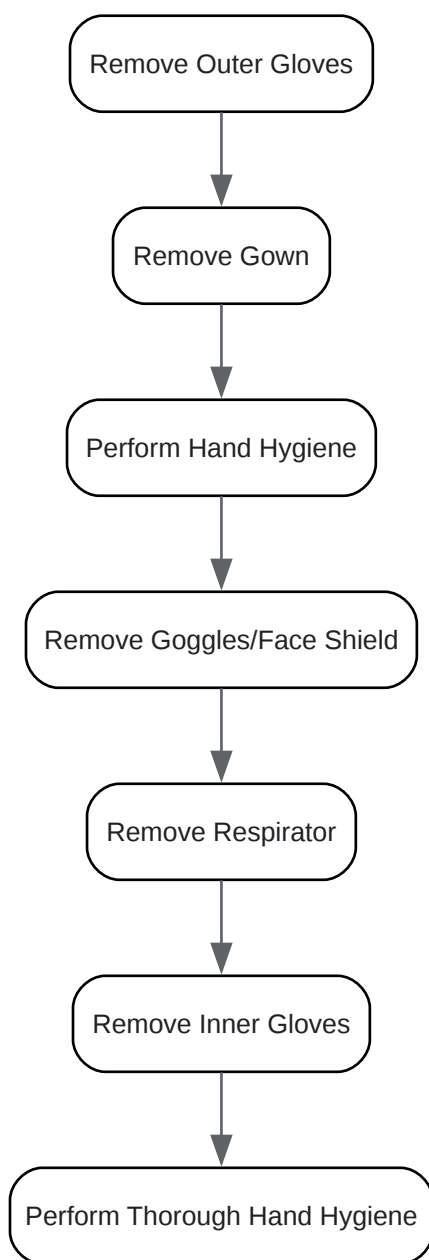 Remove Outer Gloves
Remove Gown
Perform Hand Hygiene
Remove Goggles/Face Shield
Remove Respirator
Remove Inner Gloves
Perform Thorough Hand Hygiene